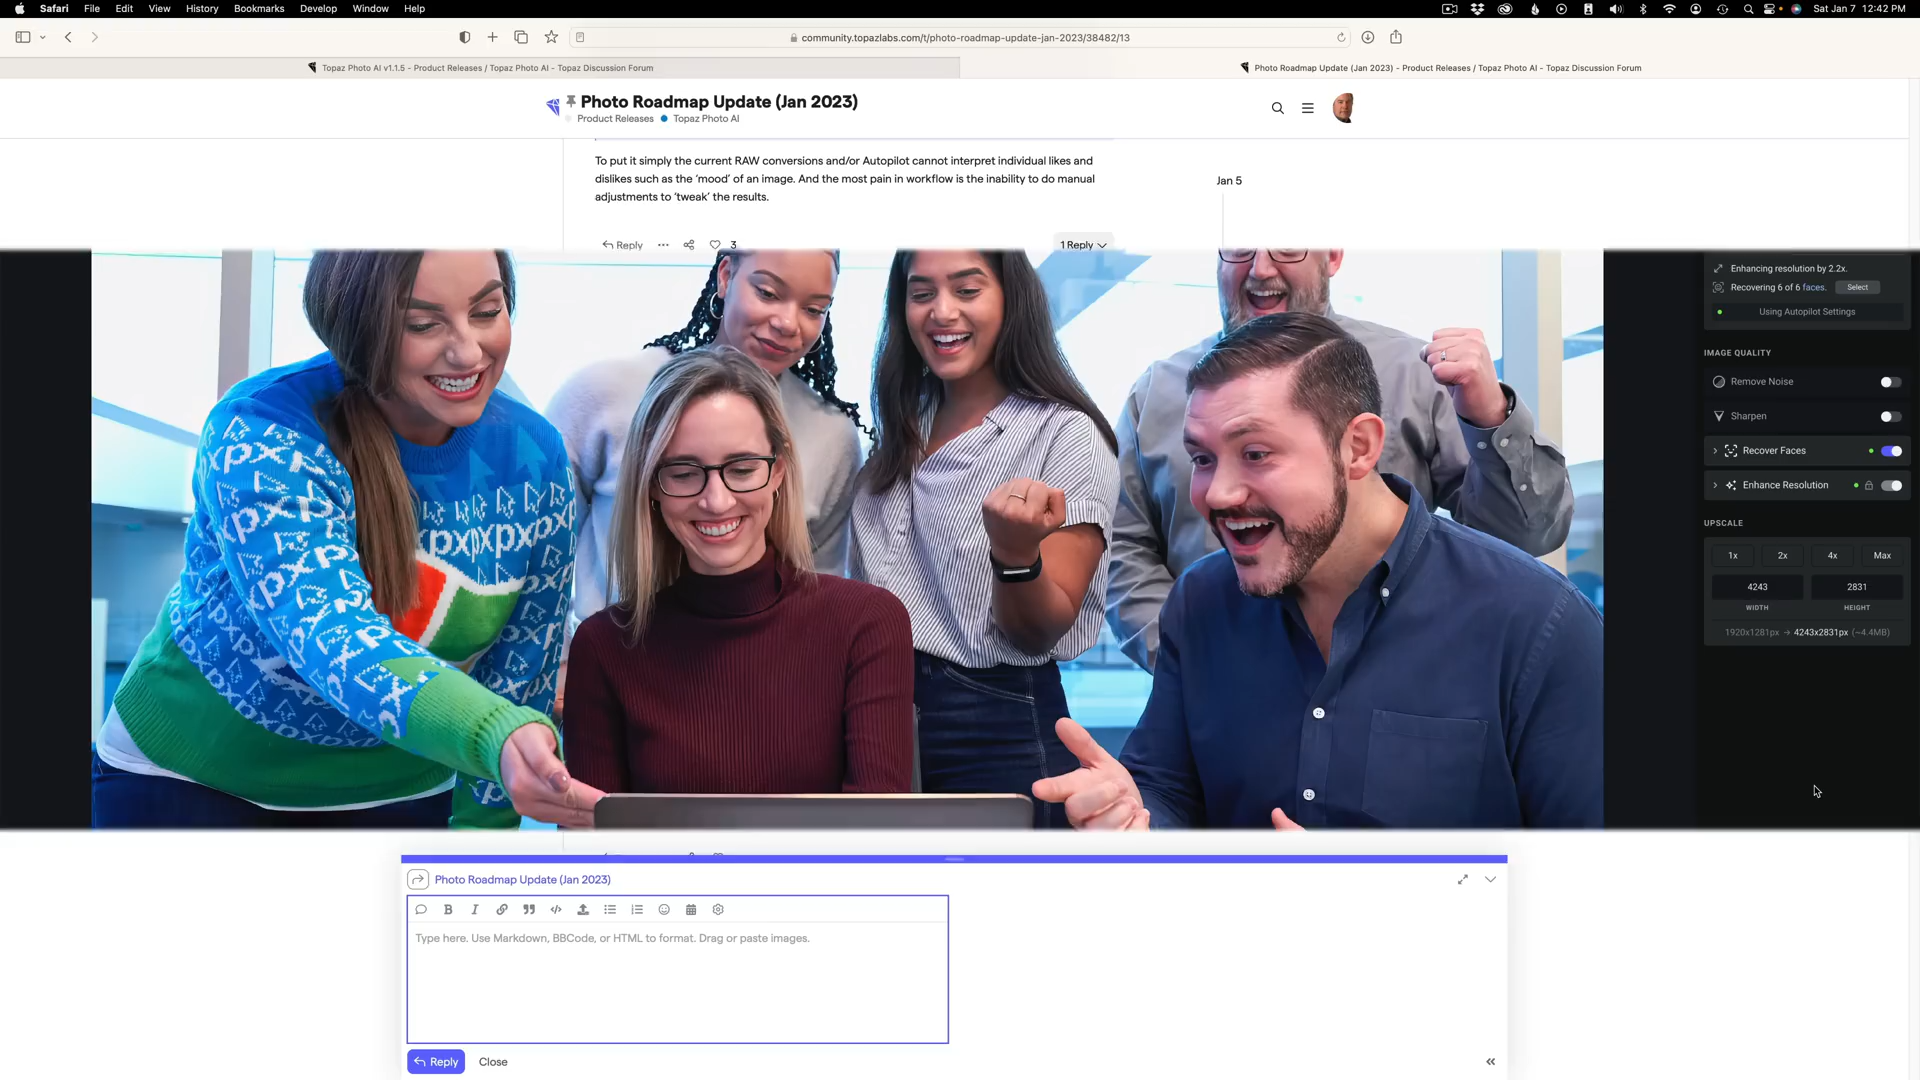 Safari File Edit View History Bookmarks Develop Window Help
Sat Jan 7 12:42 PM
community.topazlabs.com/t/photo-roadmap-update-jan-2023/38482/13
Topaz Photo AI v1.1.5 - Product Releases / Topaz Photo AI - Topaz Discussion Forum
Photo Roadmap Update (Jan 2023) - Product Releases / Topaz Photo AI - Topaz Discussion Forum
Photo Roadmap Update (Jan 2023)
Product Releases Topaz Photo AI
To put it simply the current RAW conversions and/or Autopilot cannot interpret individual likes and
dislikes such as the ‘mood’ of an image. And the most pain in workflow is the inability to do manual
adjustments to ‘tweak’ the results.
Jan 5
Reply
3
1 Reply
Enhancing resolution by 2.2x.
Recovering 6 of 6 faces. Select
Using Autopilot Settings
IMAGE QUALITY
Remove Noise
Sharpen
Recover Faces
Enhance Resolution
UPSCALE
1x 2x 4x Max
4243 2831
WIDTH HEIGHT
1920x1281px → 4243x2831px (~4.4MB)
Photo Roadmap Update (Jan 2023)
Type here. Use Markdown, BBCode, or HTML to format. Drag or paste images.
Reply Close